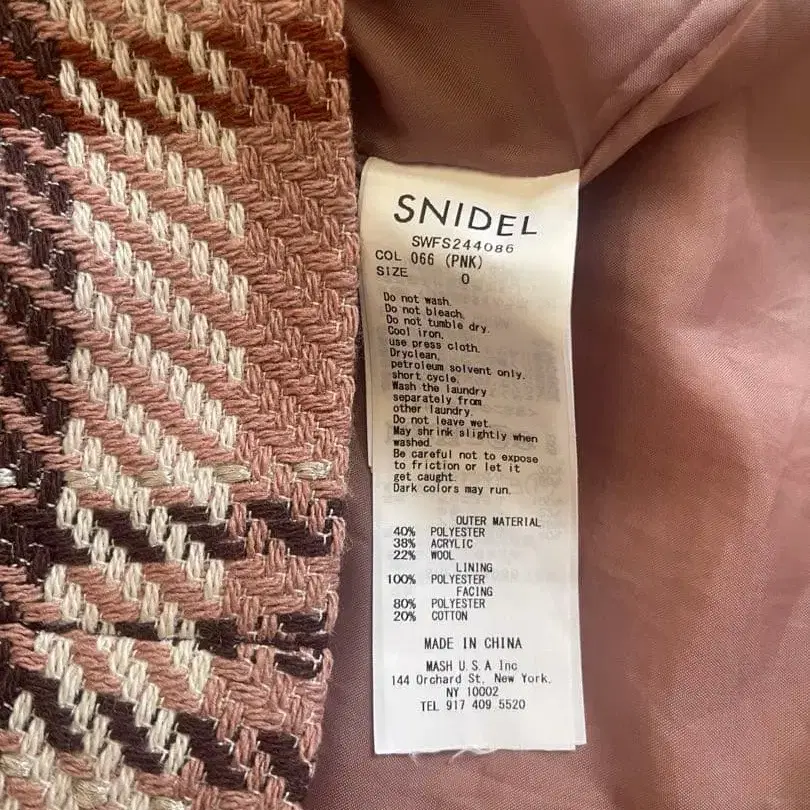 SNIDEL
SWFS244086
COL 066 (PNK)
SIZE 0
Do not wash.
Do not bleach.
Do not tumble dry.
Cool iron.
use press cloth.
Dryclean,
petroleum solvent only.
short cycle.
Wash the laundry
separately from
other laundry.
Do not leave wet.
May shrink slightly when
washed.
Be careful not to expose
to friction or let it
get caught.
Dark colors may run.
OUTER MATERIAL
40% POLYESTER
38% ACRYLIC
22% WOOL
LINING
100% POLYESTER
FACING
80% POLYESTER
20% COTTON
MADE IN CHINA
MASH U.S.A Inc
144 Orchard St, New York.
NY 10002
TEL 917 409 5520